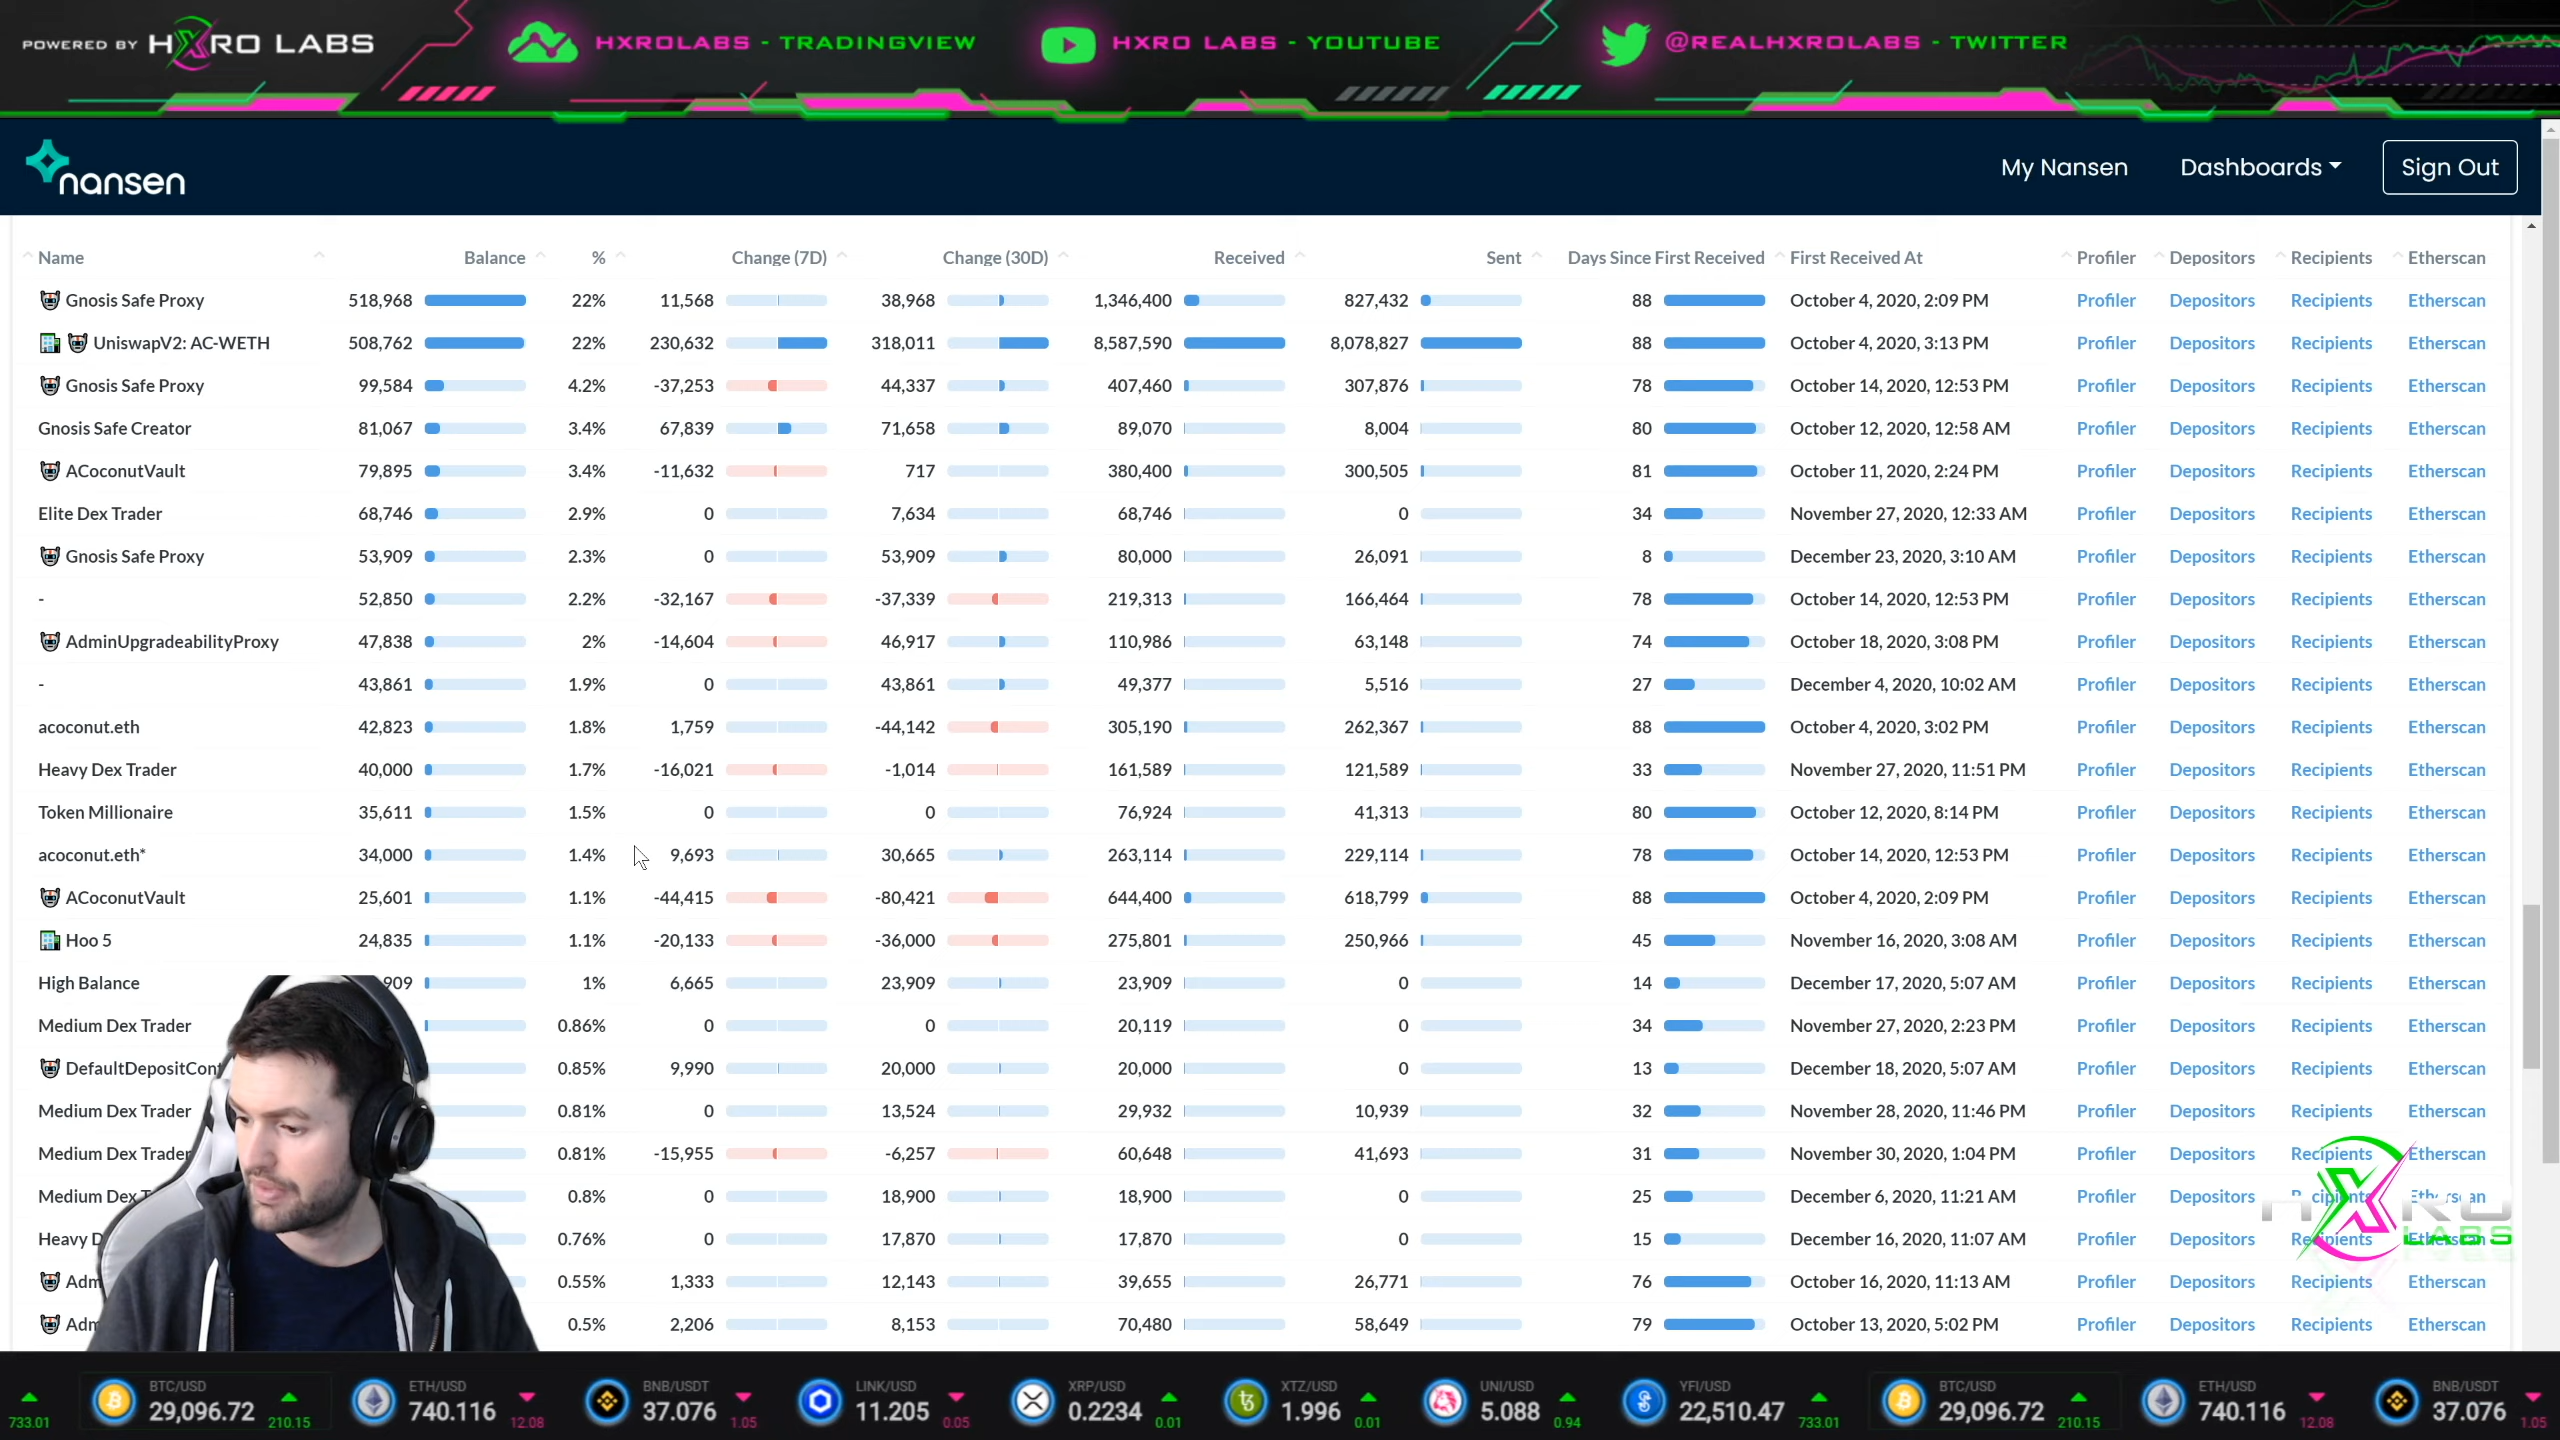 POWERED BY HXRO LABS
HXROLABS - TRADINGVIEW
HXRO LABS - YOUTUBE
@REALHXROLABS - TWITTER
nansen
My Nansen Dashboards Sign Out
Name Balance % Change (7D) Change (30D) Received Sent Days Since First Received First Received At Profiler Depositors Recipients Etherscan
Gnosis Safe Proxy 518,968 22% 11,568 38,968 1,346,400 827,432 88 October 4, 2020, 2:09 PM Profiler Depositors Recipients Etherscan
UniswapV2: AC-WETH 508,762 22% 230,632 318,011 8,587,590 8,078,827 88 October 4, 2020, 3:13 PM Profiler Depositors Recipients Etherscan
Gnosis Safe Proxy 99,584 4.2% -37,253 44,337 407,460 307,876 78 October 14, 2020, 12:53 PM Profiler Depositors Recipients Etherscan
Gnosis Safe Creator 81,067 3.4% 67,839 71,658 89,070 8,004 80 October 12, 2020, 12:58 AM Profiler Depositors Recipients Etherscan
ACoconutVault 79,895 3.4% -11,632 717 380,400 300,505 81 October 11, 2020, 2:24 PM Profiler Depositors Recipients Etherscan
Elite Dex Trader 68,746 2.9% 0 7,634 68,746 0 34 November 27, 2020, 12:33 AM Profiler Depositors Recipients Etherscan
Gnosis Safe Proxy 53,909 2.3% 0 53,909 80,000 26,091 8 December 23, 2020, 3:10 AM Profiler Depositors Recipients Etherscan
- 52,850 2.2% -32,167 -37,339 219,313 166,464 78 October 14, 2020, 12:53 PM Profiler Depositors Recipients Etherscan
AdminUpgradeabilityProxy 47,838 2% -14,604 46,917 110,986 63,148 74 October 18, 2020, 3:08 PM Profiler Depositors Recipients Etherscan
- 43,861 1.9% 0 43,861 49,377 5,516 27 December 4, 2020, 10:02 AM Profiler Depositors Recipients Etherscan
acoconut.eth 42,823 1.8% 1,759 -44,142 305,190 262,367 88 October 4, 2020, 3:02 PM Profiler Depositors Recipients Etherscan
Heavy Dex Trader 40,000 1.7% -16,021 -1,014 161,589 121,589 33 November 27, 2020, 11:51 PM Profiler Depositors Recipients Etherscan
Token Millionaire 35,611 1.5% 0 0 76,924 41,313 80 October 12, 2020, 8:14 PM Profiler Depositors Recipients Etherscan
acoconut.eth* 34,000 1.4% 9,693 30,665 263,114 229,114 78 October 14, 2020, 12:53 PM Profiler Depositors Recipients Etherscan
ACoconutVault 25,601 1.1% -44,415 -80,421 644,400 618,799 88 October 4, 2020, 2:09 PM Profiler Depositors Recipients Etherscan
Hoo 5 24,835 1.1% -20,133 -36,000 275,801 250,966 45 November 16, 2020, 3:08 AM Profiler Depositors Recipients Etherscan
High Balance 909 1% 6,665 23,909 23,909 0 14 December 17, 2020, 5:07 AM Profiler Depositors Recipients Etherscan
Medium Dex Trader 0.86% 0 0 20,119 0 34 November 27, 2020, 2:23 PM Profiler Depositors Recipients Etherscan
DefaultDepositCont 0.85% 9,990 20,000 20,000 0 13 December 18, 2020, 5:07 AM Profiler Depositors Recipients Etherscan
Medium Dex Trader 0.81% 0 13,524 29,932 10,939 32 November 28, 2020, 11:46 PM Profiler Depositors Recipients Etherscan
Medium Dex Trader 0.81% -15,955 -6,257 60,648 41,693 31 November 30, 2020, 1:04 PM Profiler Depositors Recipients Etherscan
Medium Dex T 0.8% 0 18,900 18,900 0 25 December 6, 2020, 11:21 AM Profiler Depositors Recipients Etherscan
Heavy D 0.76% 0 17,870 17,870 0 15 December 16, 2020, 11:07 AM Profiler Depositors Recipients Etherscan
Adm 0.55% 1,333 12,143 39,655 26,771 76 October 16, 2020, 11:13 AM Profiler Depositors Recipients Etherscan
Adm 0.5% 2,206 8,153 70,480 58,649 79 October 13, 2020, 5:02 PM Profiler Depositors Recipients Etherscan
HXRO
LABS
BTC/USD ETH/USD BNB/USDT LINK/USD XRP/USD XTZ/USD UNI/USD YFI/USD BTC/USD ETH/USD BNB/USDT
733.01 29,096.72 210.15 740.116 12.08 37.076 1.05 11.205 0.05 0.2234 0.01 1.996 0.01 5.088 0.94 22,510.47 733.01 29,096.72 210.15 740.116 12.08 37.076 1.05